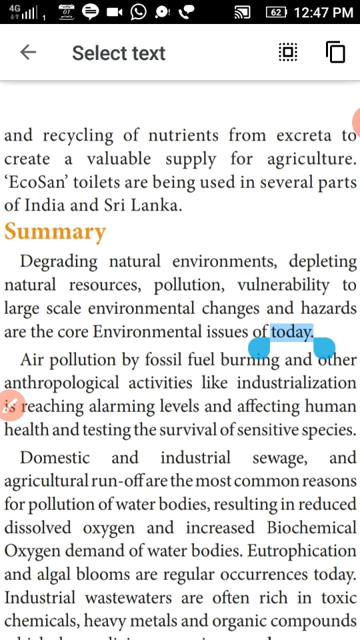 4G 1 62 12:47 PM
Select text
and recycling of nutrients from excreta to
create a valuable supply for agriculture.
‘EcoSan’ toilets are being used in several parts
of India and Sri Lanka.
Summary
Degrading natural environments, depleting
natural resources, pollution, vulnerability to
large scale environmental changes and hazards
are the core Environmental issues of today.
Air pollution by fossil fuel burning and other
anthropological activities like industrialization
is reaching alarming levels and affecting human
health and testing the survival of sensitive species.
Domestic and industrial sewage, and
agricultural run-off are the most common reasons
for pollution of water bodies, resulting in reduced
dissolved oxygen and increased Biochemical
Oxygen demand of water bodies. Eutrophication
and algal blooms are regular occurrences today.
Industrial wastewaters are often rich in toxic
chemicals, heavy metals and organic compounds